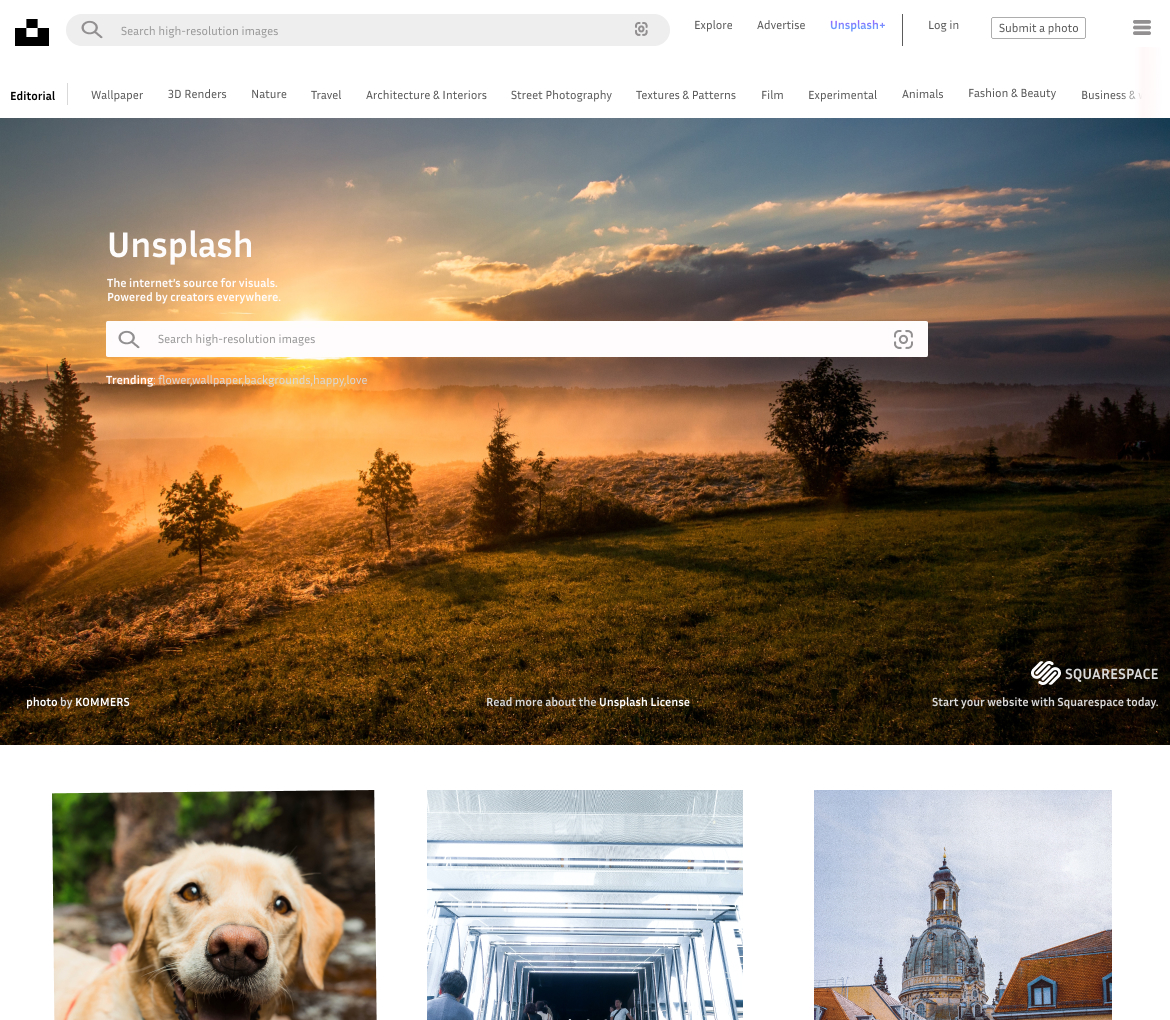 Search high-resolution images
Explore
Advertise
Unsplash+
Log in
Submit a photo
Editorial
Wallpaper
3D Renders
Nature
Travel
Architecture & Interiors
Street Photography
Textures & Patterns
Film
Experimental
Animals
Fashion & Beauty
Business &
Unsplash
The internet's source for visuals.
Powered by creators everywhere.
Search high-resolution images
Trending: flower,wallpaper,backgrounds,happy,love
SQUARESPACE
photo by KOMMERS
Read more about the Unsplash License
Start your website with Squarespace today.